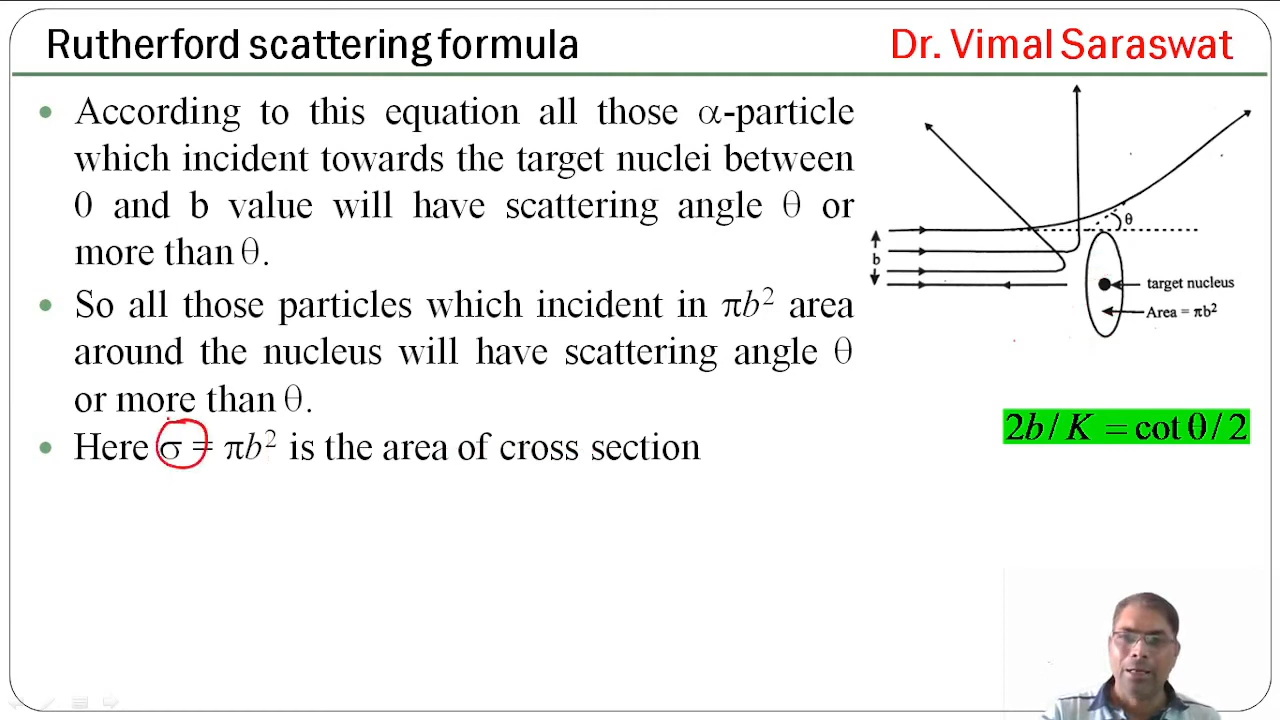 Rutherford scattering formula
Dr. Vimal Saraswat
• According to this equation all those α-particle
which incident towards the target nuclei between
0 and b value will have scattering angle θ or
more than θ.
• So all those particles which incident in πb² area
around the nucleus will have scattering angle θ
or more than θ.
• Here σ = πb² is the area of cross section
θ
b
target nucleus
Area = πb²
2b / K = cot θ / 2